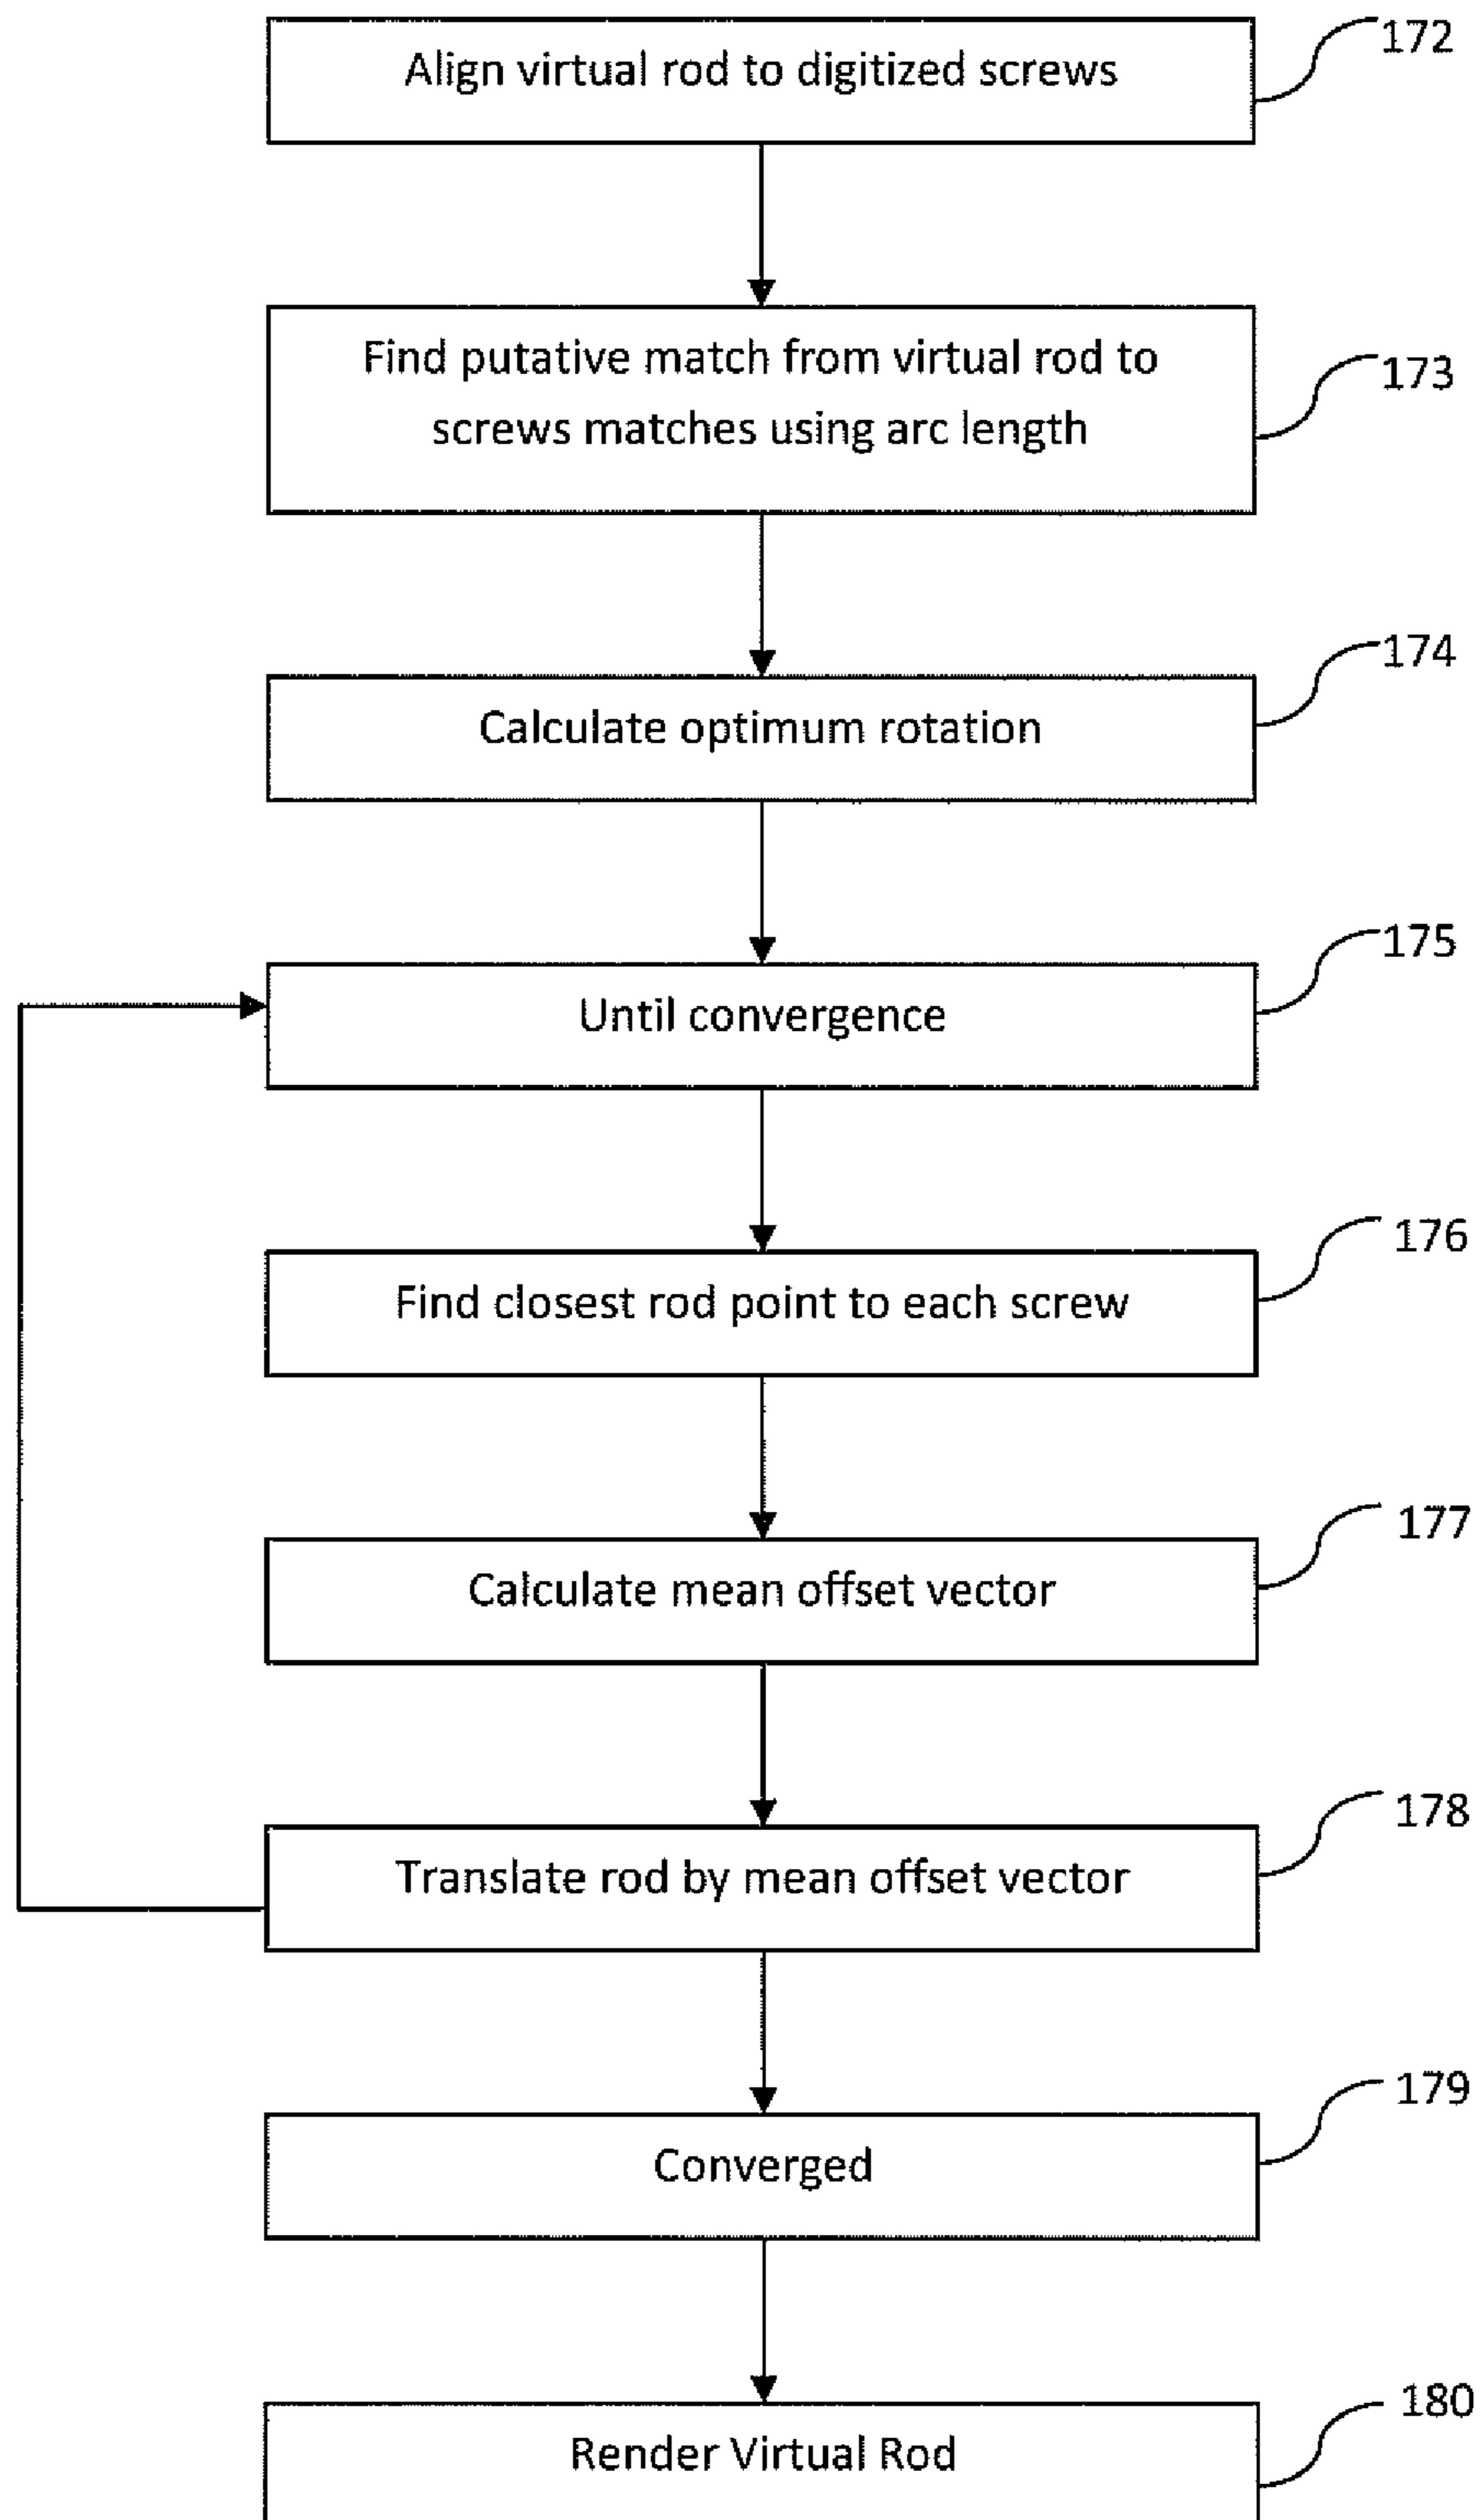 Align virtual rod to digitized screws
172
Find putative match from virtual rod to
screws matches using arc length
173
Calculate optimum rotation
174
Until convergence
175
Find closest rod point to each screw
176
Calculate mean offset vector
177
Translate rod by mean offset vector
178
Converged
179
Render Virtual Rod
180